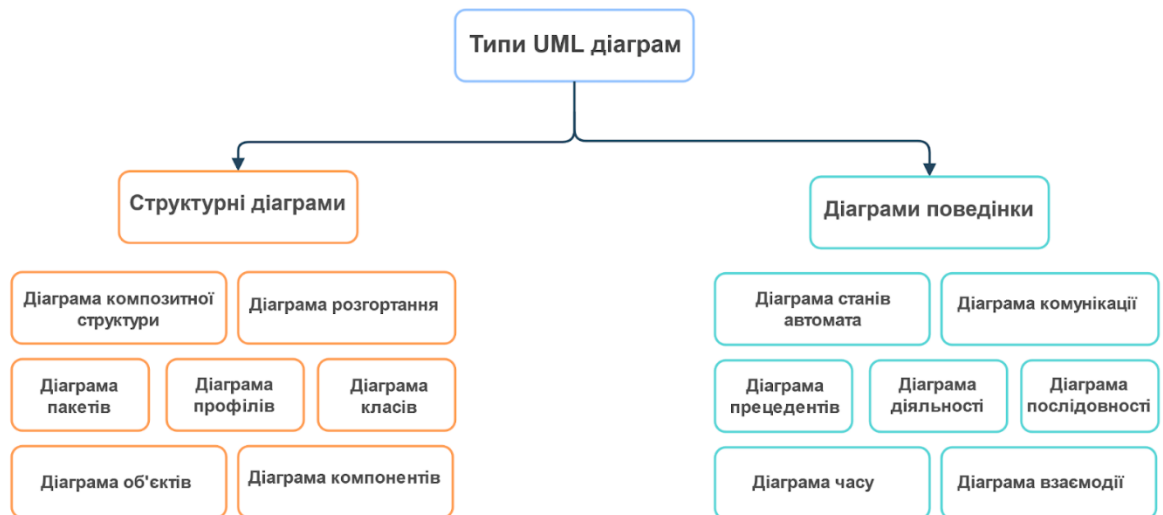 Типи UML діаграм
Структурні діаграми
Діаграми поведінки
Діаграма композитної
структури
Діаграма розгортання
Діаграма станів
автомата
Діаграма комунікації
Діаграма
пакетів
Діаграма
профілів
Діаграма
класів
Діаграма
прецедентів
Діаграма
діяльності
Діаграма
послідовності
Діаграма об'єктів
Діаграма компонентів
Діаграма часу
Діаграма взаємодії